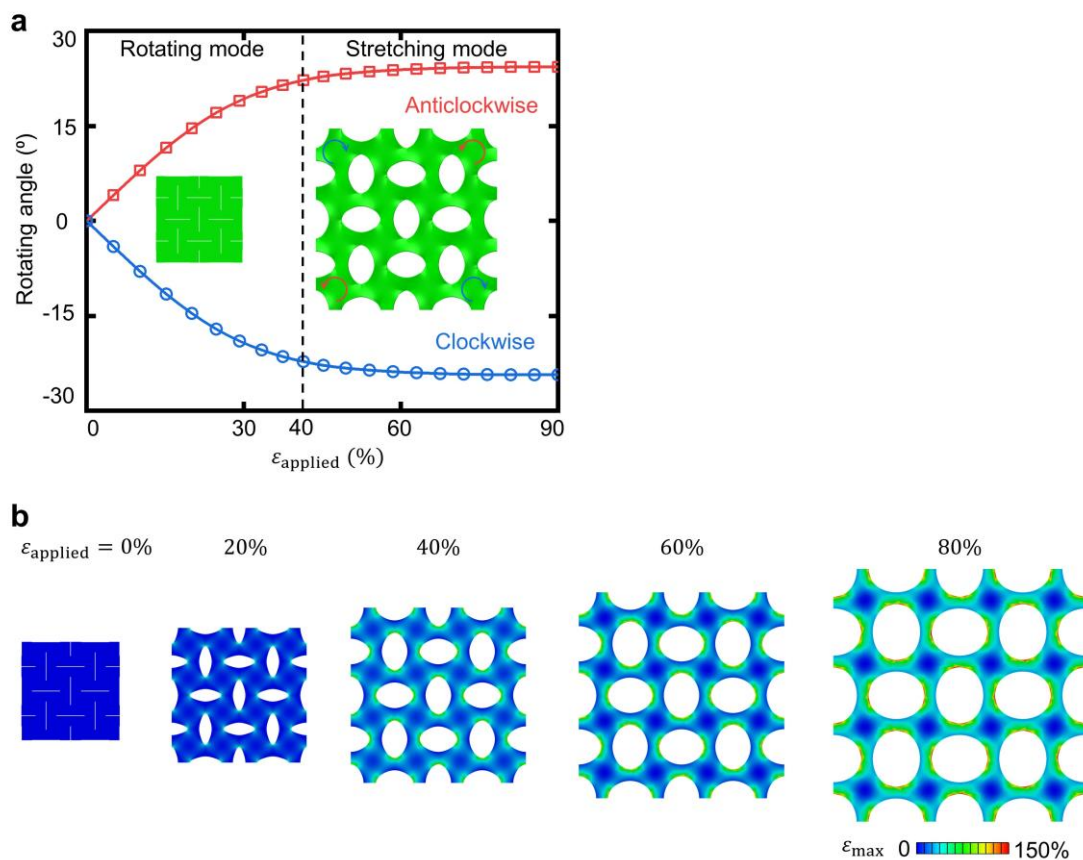 a
30
Rotating mode
Stretching mode
Anticlockwise
15
Rotating angle (º)
0
-15
Clockwise
-30
0
30
40
60
90
εapplied (%)
b
εapplied = 0%
20%
40%
60%
80%
εmax 0 150%